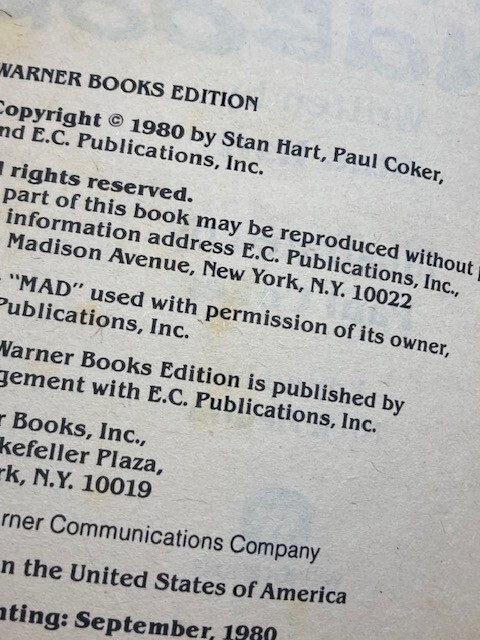 WARNER BOOKS EDITION
Copyright © 1980 by Stan Hart, Paul Coker,
nd E.C. Publications, Inc.
l rights reserved.
part of this book may be reproduced without p
information address E.C. Publications, Inc.,
Madison Avenue, New York, N.Y. 10022
"MAD" used with permission of its owner,
Publications, Inc.
Warner Books Edition is published by
gement with E.C. Publications, Inc.
r Books, Inc.,
kefeller Plaza,
rk, N.Y. 10019
rner Communications Company
n the United States of America
nting: September, 1980